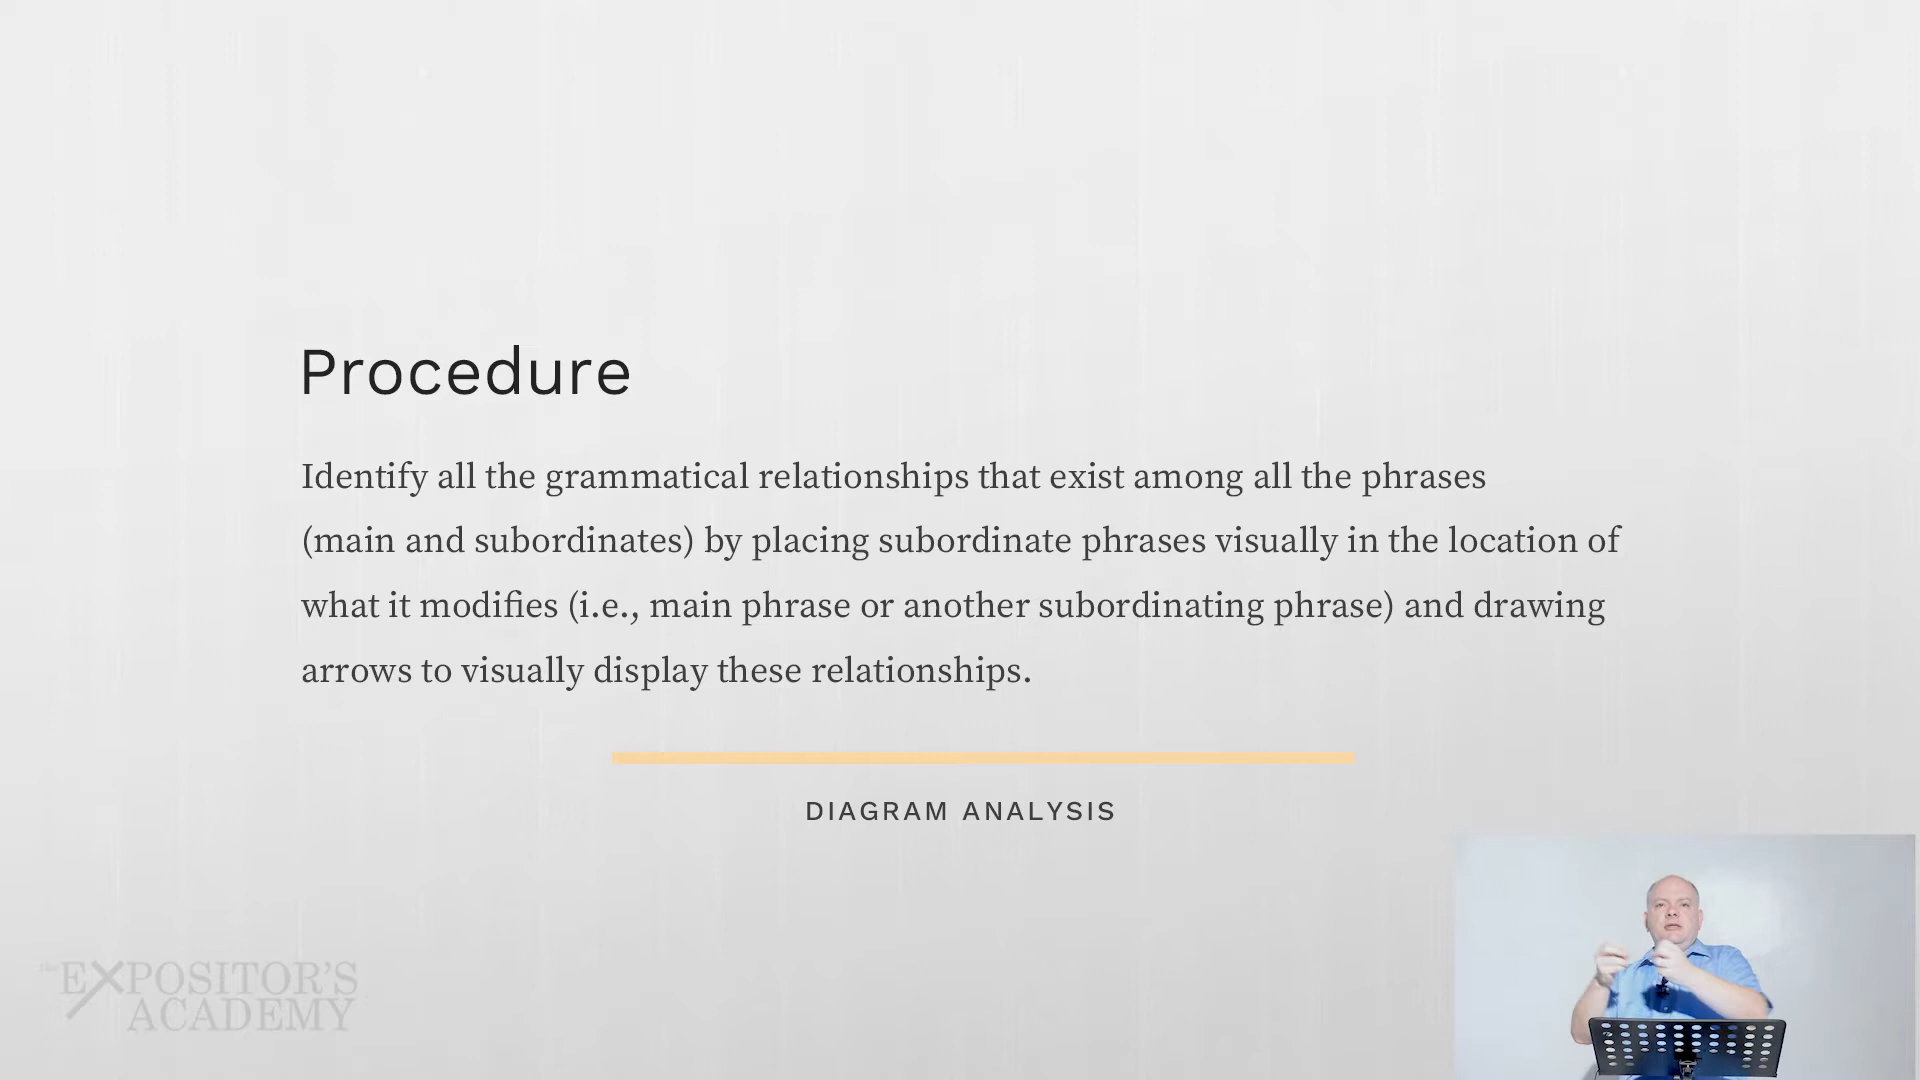 Procedure
Identify all the grammatical relationships that exist among all the phrases
(main and subordinates) by placing subordinate phrases visually in the location of
what it modifies (i.e., main phrase or another subordinating phrase) and drawing
arrows to visually display these relationships.
DIAGRAM ANALYSIS
the EXPOSITOR'S
ACADEMY